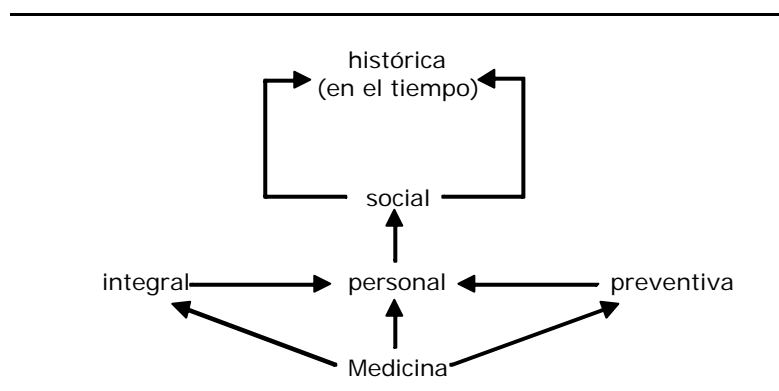 histórica
(en el tiempo)
social
integral personal preventiva
Medicina